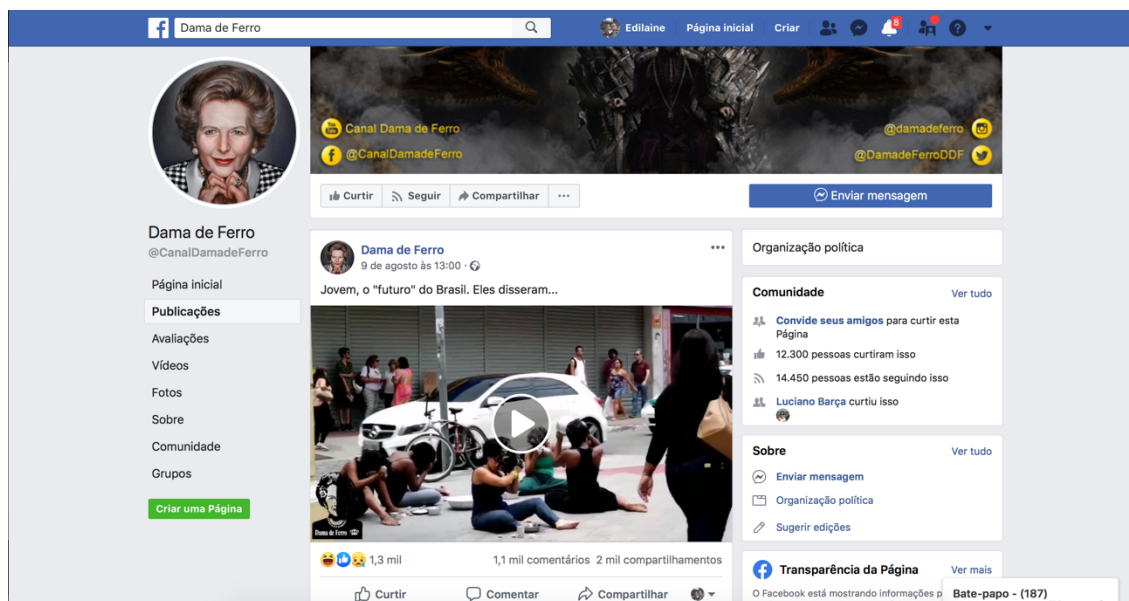 Dama de Ferro
Edilaine
Página inicial
Criar
8
Canal Dama de Ferro
@CanalDamadeFerro
@damadeferro
@DamadeFerroDDF
Curtir
Seguir
Compartilhar
Enviar mensagem
Dama de Ferro
@CanalDamadeFerro
Página inicial
Publicações
Avaliações
Vídeos
Fotos
Sobre
Comunidade
Grupos
Criar uma Página
Dama de Ferro
9 de agosto às 13:00 ·
Jovem, o "futuro" do Brasil. Eles disseram...
Dama de Ferro
1,3 mil
1,1 mil comentários 2 mil compartilhamentos
Curtir
Comentar
Compartilhar
Organização política
Comunidade
Ver tudo
Convide seus amigos para curtir esta
Página
12.300 pessoas curtiram isso
14.450 pessoas estão seguindo isso
Luciano Barça curtiu isso
Sobre
Ver tudo
Enviar mensagem
Organização política
Sugerir edições
Transparência da Página
Ver mais
O Facebook está mostrando informações p
Bate-papo - (187)